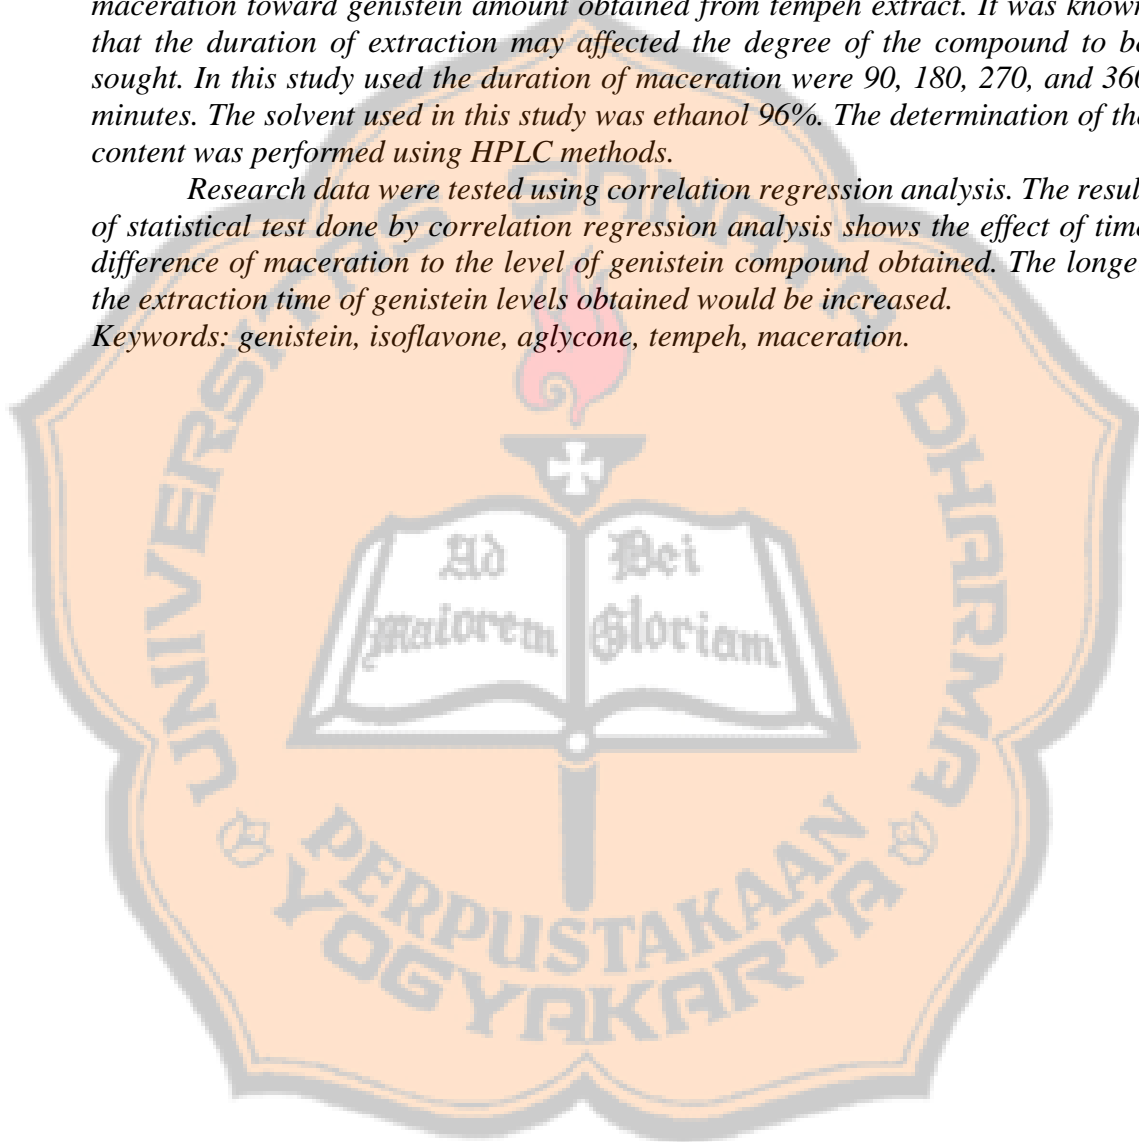 maceration toward genistein amount obtained from tempeh extract. It was known
that the duration of extraction may affected the degree of the compound to be
sought. In this study used the duration of maceration were 90, 180, 270, and 360
minutes. The solvent used in this study was ethanol 96%. The determination of the
content was performed using HPLC methods.
Research data were tested using correlation regression analysis. The result
of statistical test done by correlation regression analysis shows the effect of time
difference of maceration to the level of genistein compound obtained. The longer
the extraction time of genistein levels obtained would be increased.
Keywords: genistein, isoflavone, aglycone, tempeh, maceration.
UNIVERSITAS SANATA DHARMA
Ad Dei
Maiorem Gloriam
PERPUSTAKAAN
YOGYAKARTA